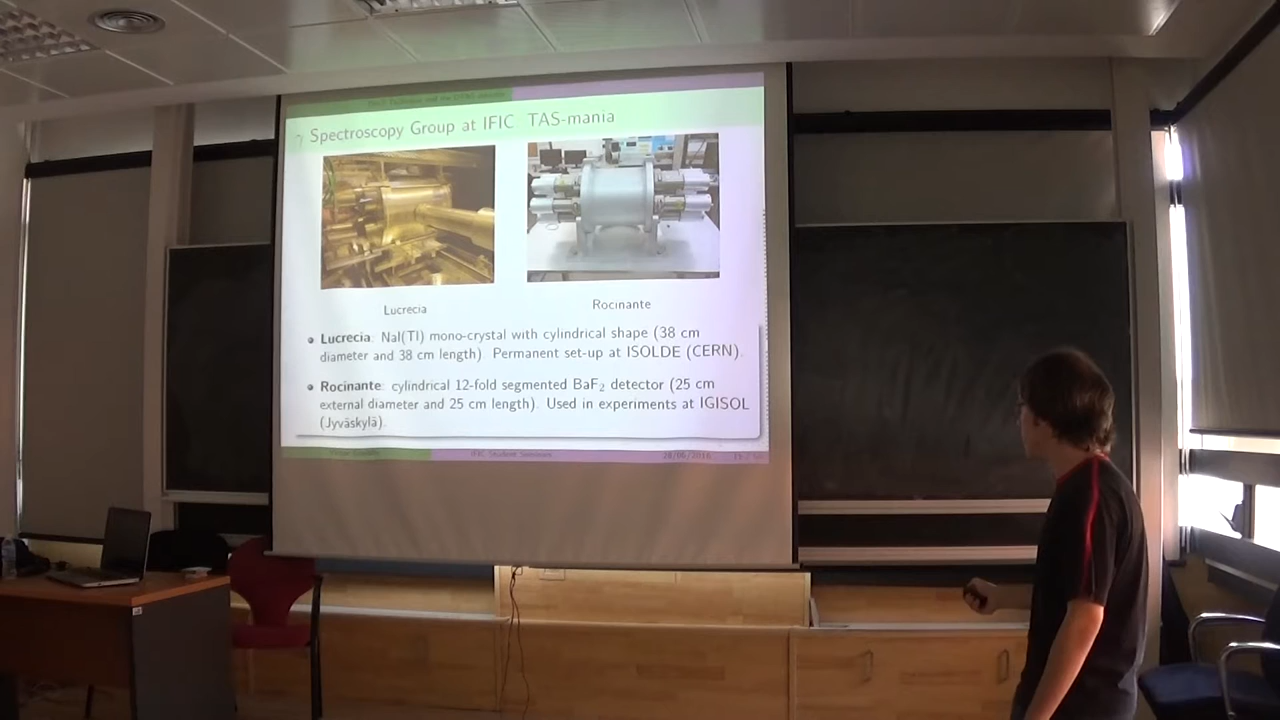 γ Spectroscopy Group at IFIC TAS-mania
Lucrecia
Rocinante
• Lucrecia: NaI(Tl) mono-crystal with cylindrical shape (38 cm
diameter and 38 cm length). Permanent set-up at ISOLDE (CERN).
• Rocinante: cylindrical 12-fold segmented BaF₂ detector (25 cm
external diameter and 25 cm length). Used in experiments at IGISOL
(Jyväskylä).
IFIC Student Seminars
28/06/2016